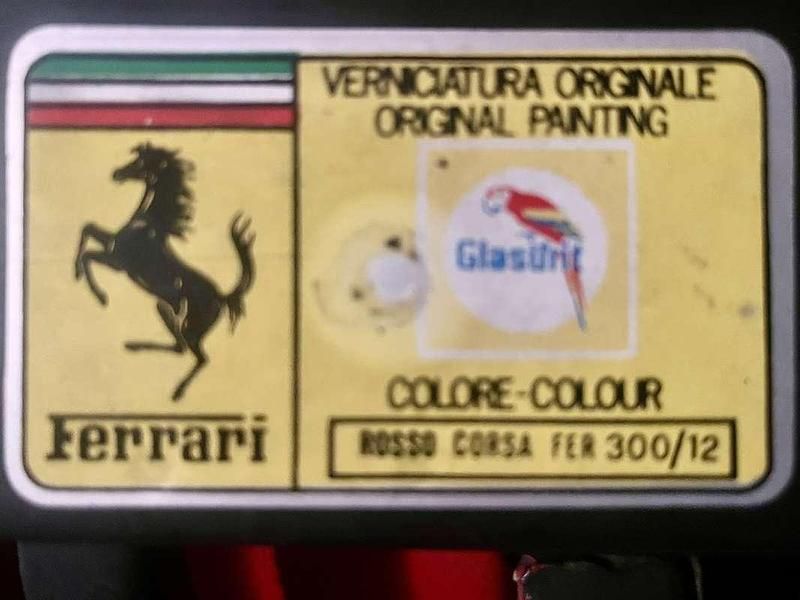 VERNICIATURA ORIGINALE
ORIGINAL PAINTING
Glasurit
COLORE-COLOUR
ROSSO CORSA FER 300/12
Ferrari